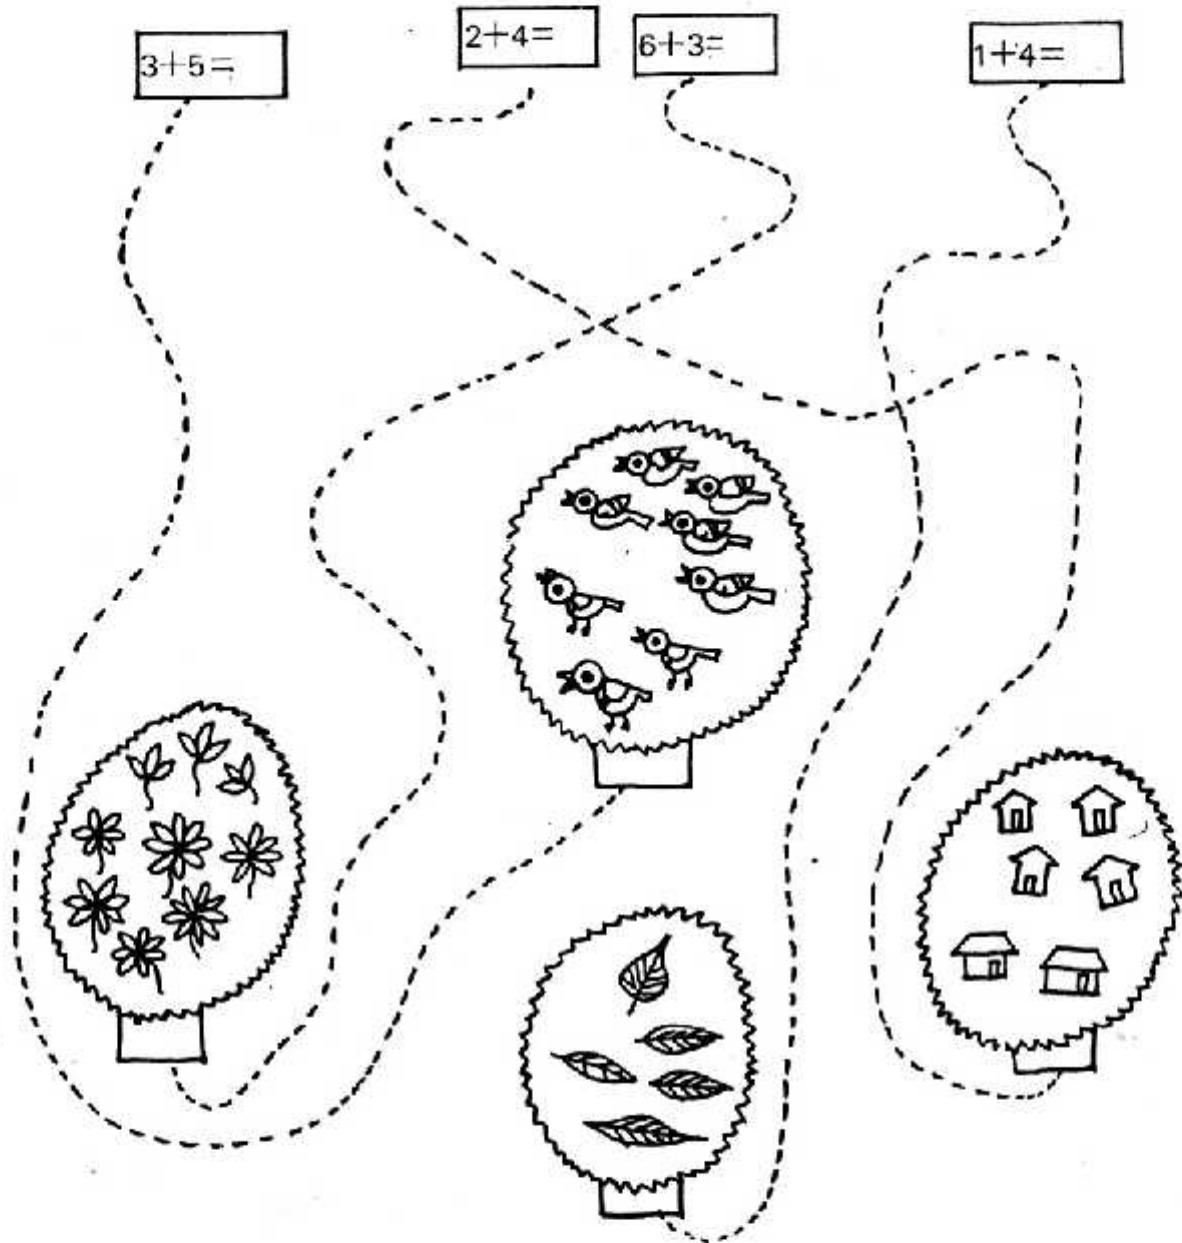 3+5=
2+4=
6+3=
1+4=